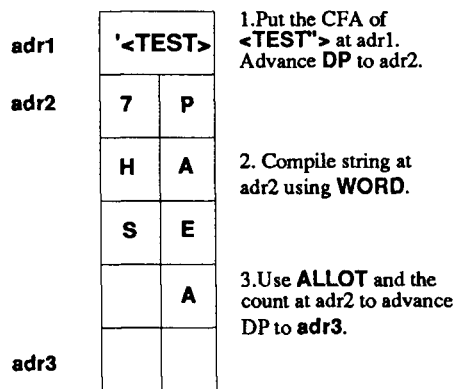 1.Put the CFA of
<TEST"> at adr1.
Advance DP to adr2.
adr1
'<TEST>
adr2
7 P
H A
2. Compile string at
adr2 using WORD.
S E
A
3.Use ALLOT and the
count at adr2 to advance
DP to adr3.
adr3